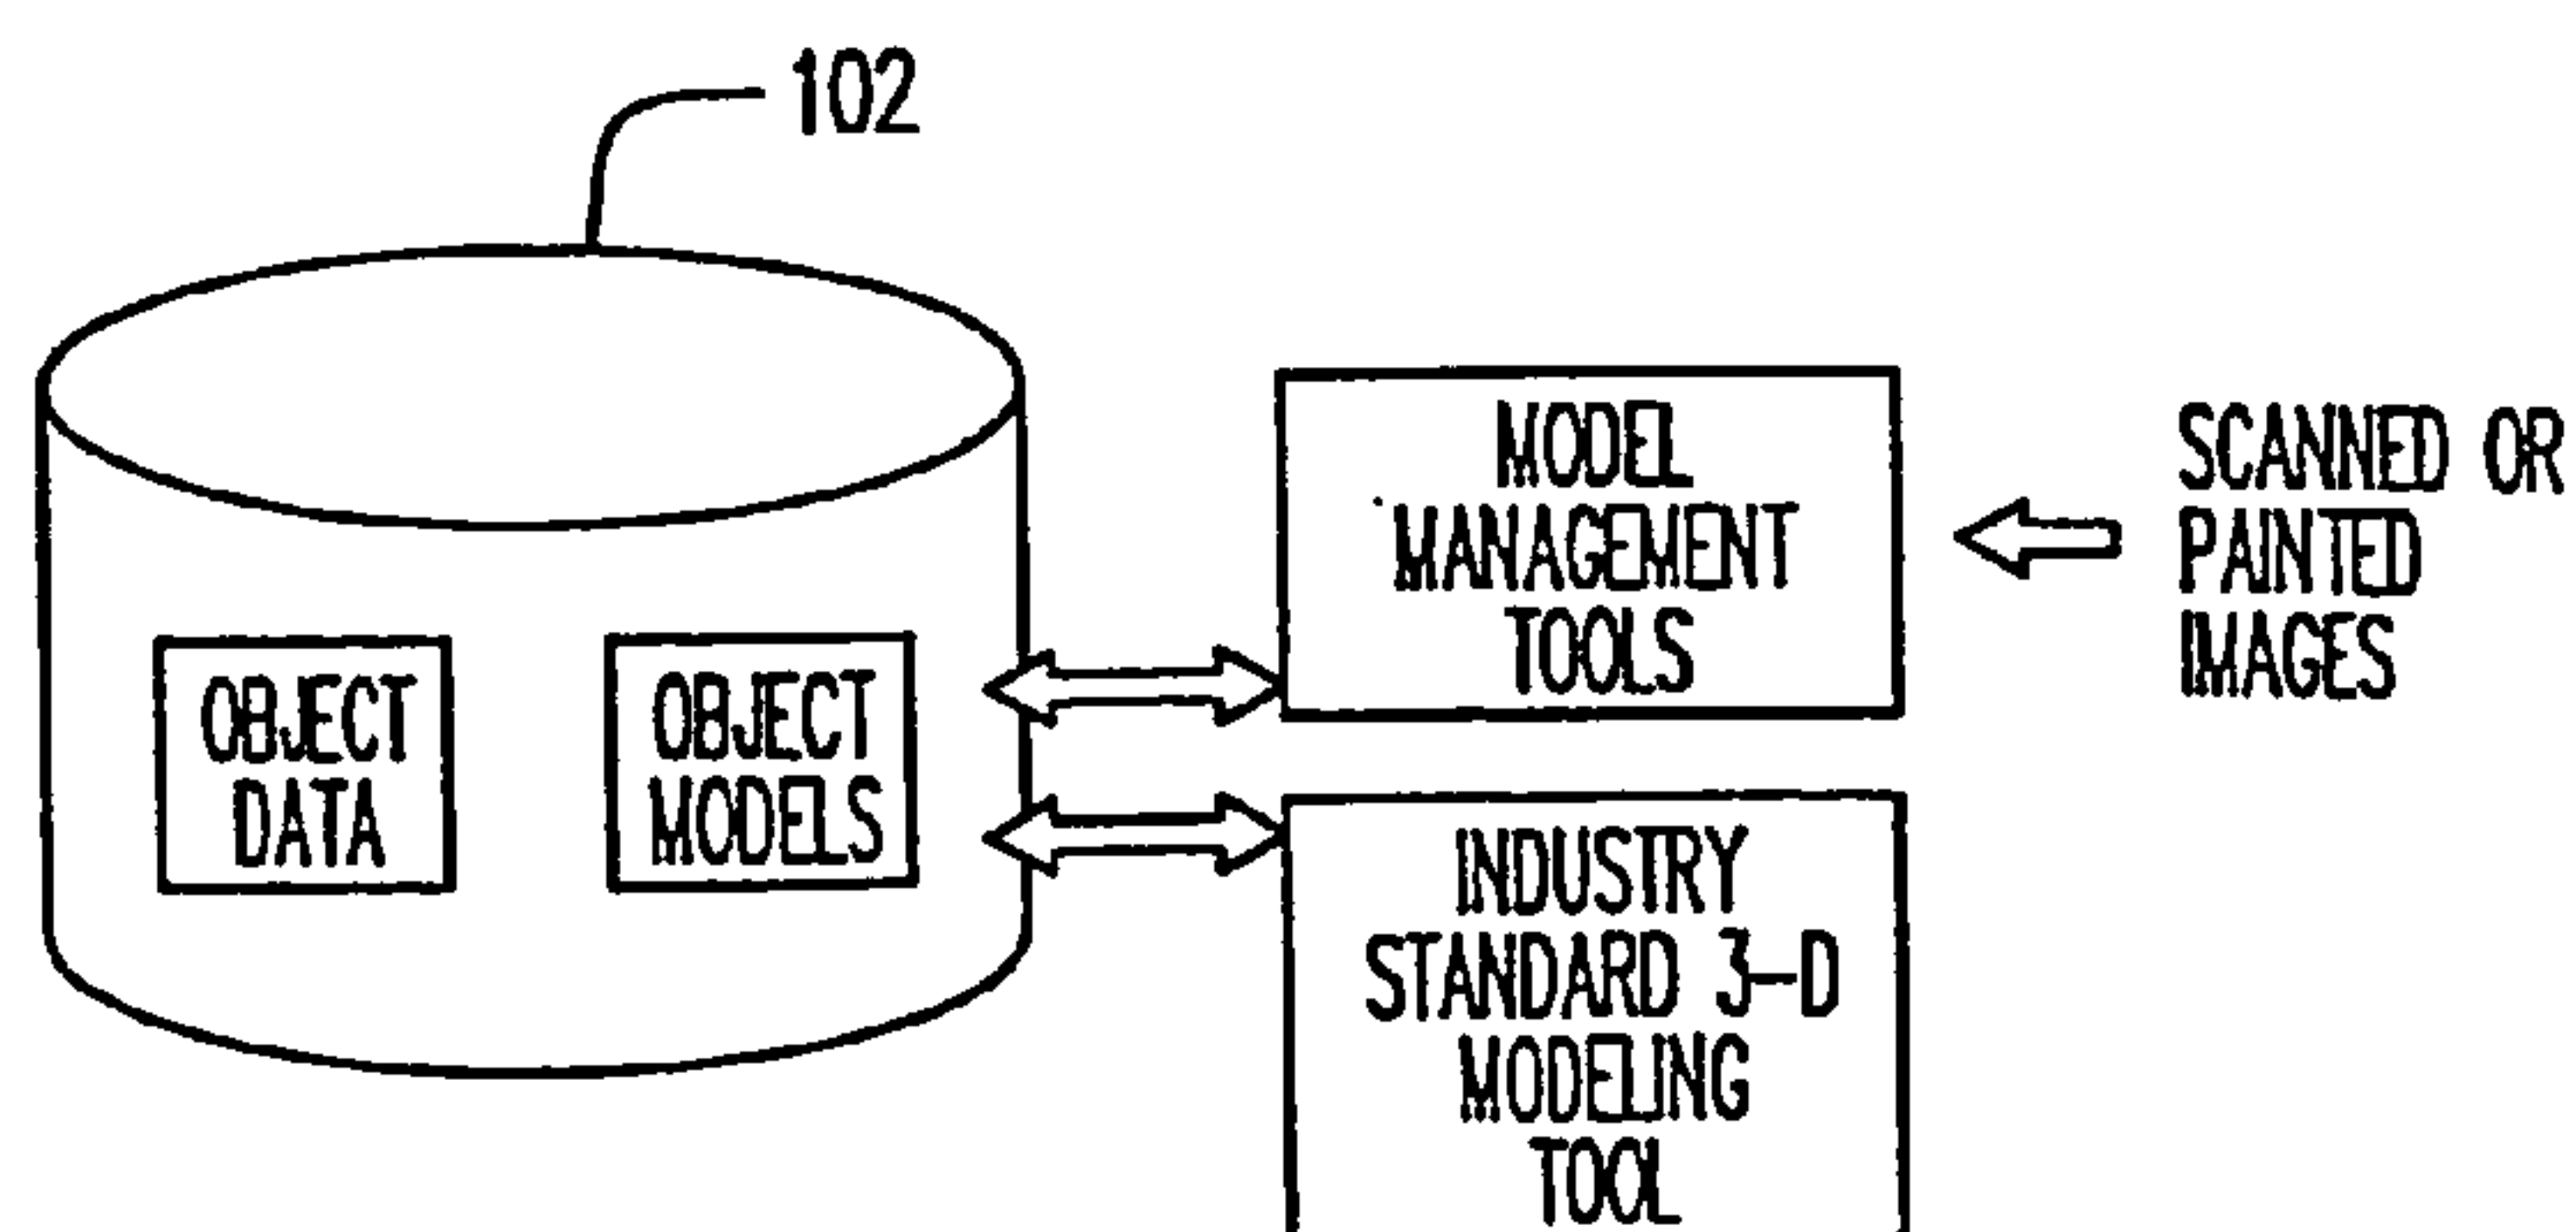 102
OBJECT
DATA
OBJECT
MODELS
MODEL
MANAGEMENT
TOOLS
SCANNED OR
PAINTED
IMAGES
INDUSTRY
STANDARD 3-D
MODELING
TOOL